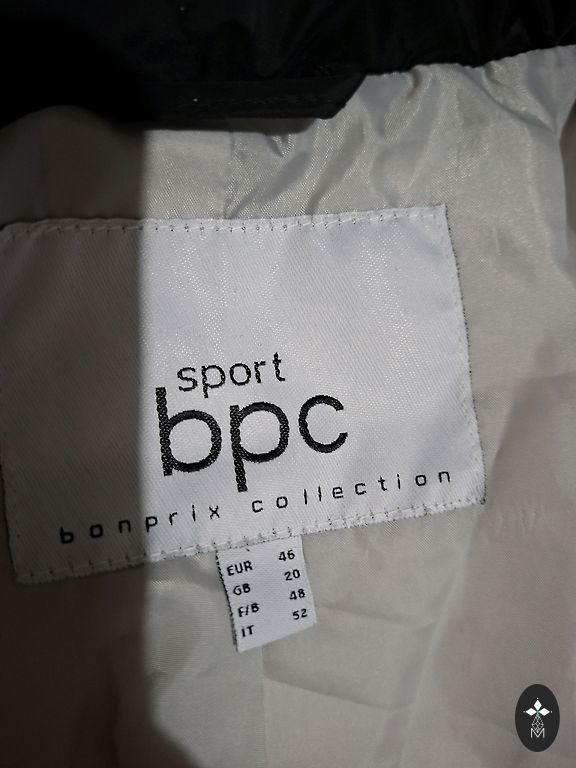 sport
bpc
bonprix collection
EUR 46
GB 20
F/B 48
IT 52
M